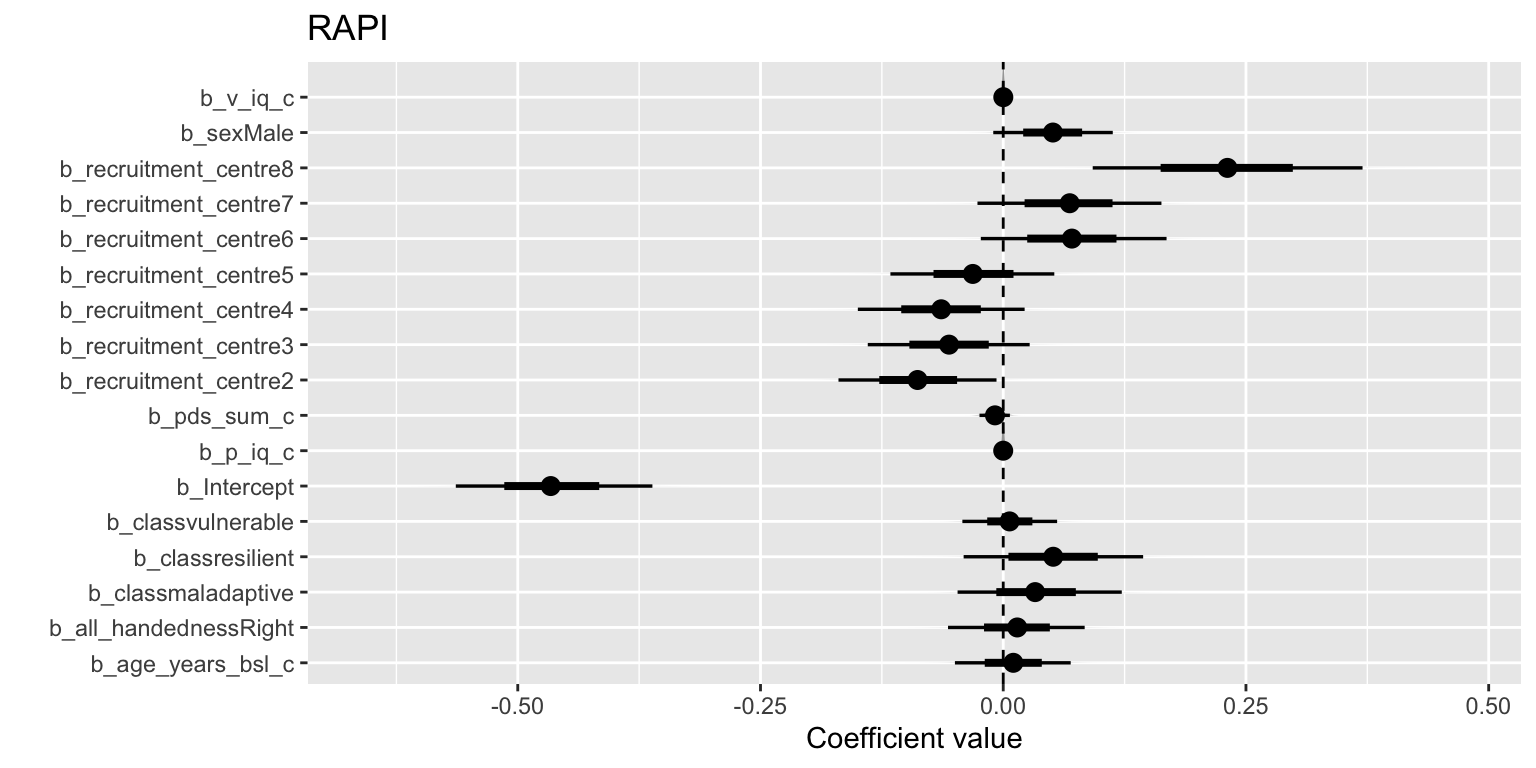 RAPI
b_v_iq_c
b_sexMale
b_recruitment_centre8
b_recruitment_centre7
b_recruitment_centre6
b_recruitment_centre5
b_recruitment_centre4
b_recruitment_centre3
b_recruitment_centre2
b_pds_sum_c
b_p_iq_c
b_Intercept
b_classvulnerable
b_classresilient
b_classmaladaptive
b_all_handednessRight
b_age_years_bsl_c
-0.50 -0.25 0.00 0.25 0.50
Coefficient value